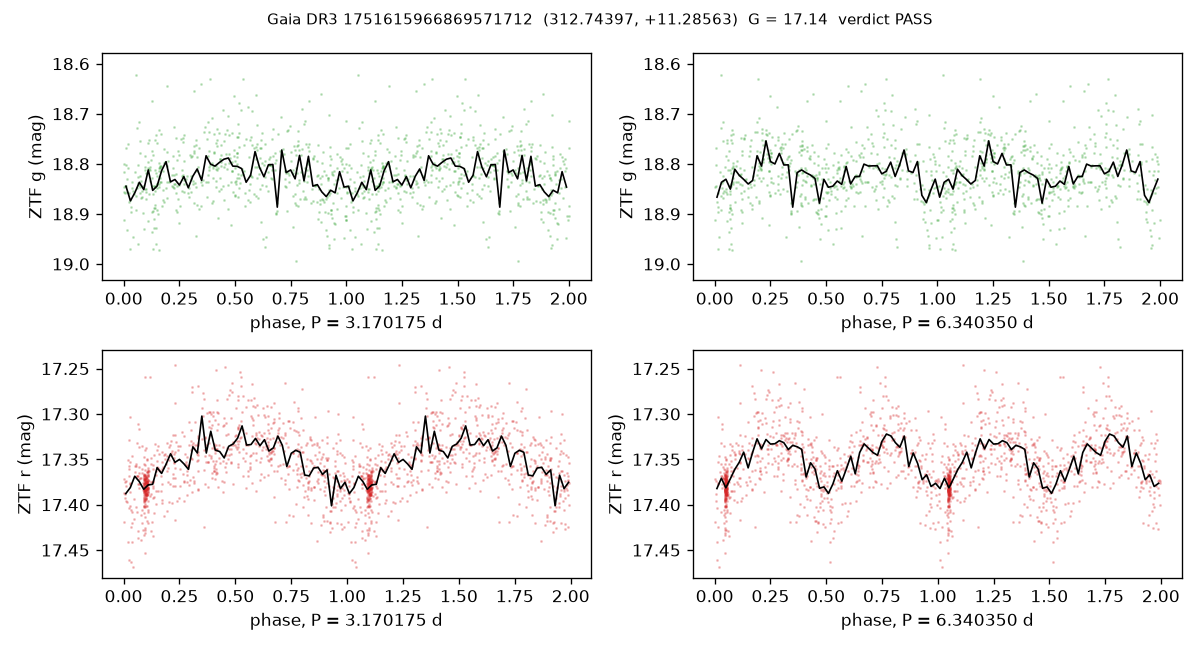 Gaia DR3 1751615966869571712 (312.74397, +11.28563) G = 17.14 verdict PASS
ZTF g (mag)
18.6
18.7
18.8
18.9
19.0
0.00 0.25 0.50 0.75 1.00 1.25 1.50 1.75 2.00
phase, P = 3.170175 d
ZTF g (mag)
18.6
18.7
18.8
18.9
19.0
0.00 0.25 0.50 0.75 1.00 1.25 1.50 1.75 2.00
phase, P = 6.340350 d
ZTF r (mag)
17.25
17.30
17.35
17.40
17.45
0.00 0.25 0.50 0.75 1.00 1.25 1.50 1.75 2.00
phase, P = 3.170175 d
ZTF r (mag)
17.25
17.30
17.35
17.40
17.45
0.00 0.25 0.50 0.75 1.00 1.25 1.50 1.75 2.00
phase, P = 6.340350 d